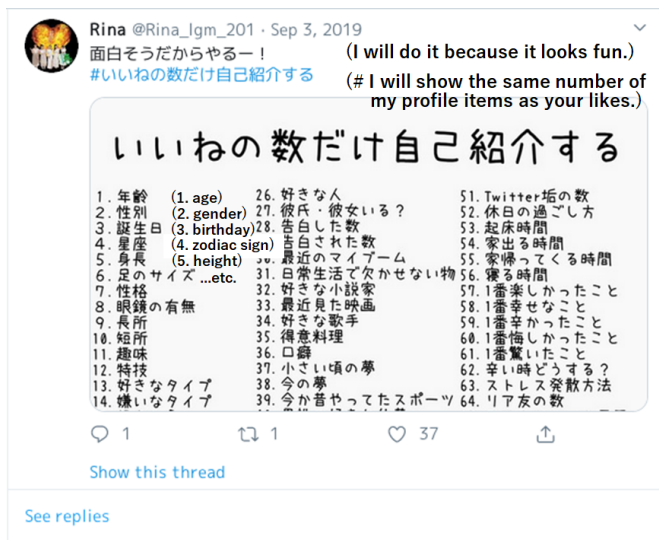 Rina @Rina_lgm_201 · Sep 3, 2019
面白そうだからやるー！
(I will do it because it looks fun.)
#いいねの数だけ自己紹介する
(# I will show the same number of
my profile items as your likes.)
いいねの数だけ自己紹介する
1. 年齢 (1. age)
2. 性別 (2. gender)
3. 誕生日 (3. birthday)
4. 星座 (4. zodiac sign)
5. 身長 (5. height)
6. 足のサイズ ...etc.
7. 性格
8. 眼鏡の有無
9. 長所
10. 短所
11. 趣味
12. 特技
13. 好きなタイプ
14. 嫌いなタイプ
26. 好きな人
27. 彼氏・彼女いる？
28. 告白した数
告白された数
最近のマイブーム
31. 日常生活で欠かせない物
32. 好きな小説家
33. 最近見た映画
34. 好きな歌手
35. 得意料理
36. 口癖
37. 小さい頃の夢
38. 今の夢
39. 今か昔やってたスポーツ
51. Twitter垢の数
52. 休日の過ごし方
53. 起床時間
54. 家出る時間
55. 家帰ってくる時間
56. 寝る時間
57. 1番楽しかったこと
58. 1番幸せなこと
59. 1番辛かったこと
60. 1番悔しかったこと
61. 1番驚いたこと
62. 辛い時どうする？
63. ストレス発散方法
64. リア友の数
1 1 37
Show this thread
See replies